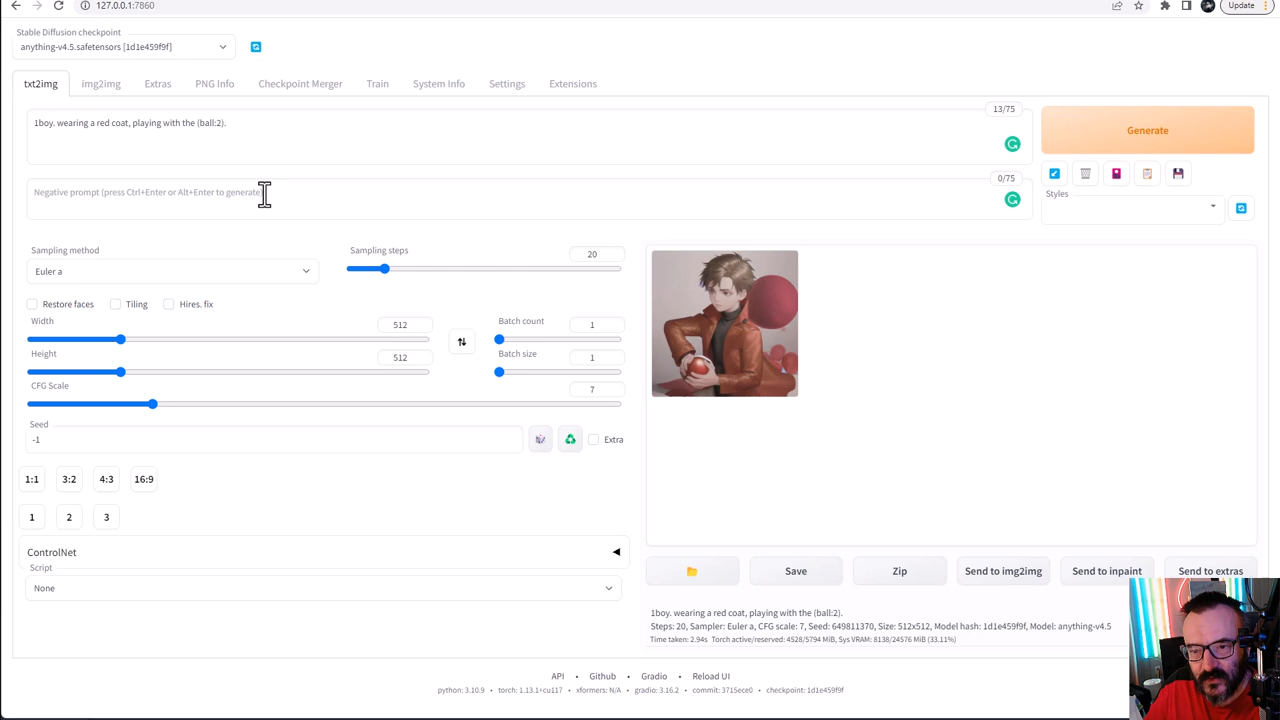 127.0.0.1:7860
Update
Stable Diffusion checkpoint
anything-v4.5.safetensors [1d1e459f9f]
txt2img
img2img
Extras
PNG Info
Checkpoint Merger
Train
System Info
Settings
Extensions
1boy. wearing a red coat, playing with the (ball:2).
13/75
Generate
Negative prompt (press Ctrl+Enter or Alt+Enter to generate
0/75
Styles
Sampling method
Euler a
Sampling steps
20
Restore faces
Tiling
Hires. fix
Width
512
Height
512
Batch count
1
Batch size
1
CFG Scale
7
Seed
-1
Extra
1:1
3:2
4:3
16:9
1
2
3
ControlNet
Script
None
Save
Zip
Send to img2img
Send to inpaint
Send to extras
1boy. wearing a red coat, playing with the (ball:2).
Steps: 20, Sampler: Euler a, CFG scale: 7, Seed: 649811370, Size: 512x512, Model hash: 1d1e459f9f, Model: anything-v4.5
Time taken: 2.94s Torch active/reserved: 4528/5794 MiB, Sys VRAM: 8138/24576 MiB (33.11%)
API • Github • Gradio • Reload UI
python: 3.10.9 • torch: 1.13.1+cu117 • xformers: N/A • gradio: 3.16.2 • commit: 3715ece0 • checkpoint: 1d1e459f9f